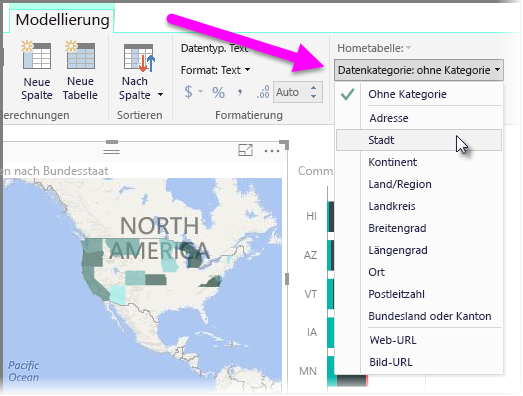 Modellierung
Neue Spalte
Neue Tabelle
Nach Spalte
Datentyp. Text
Format: Text
$ % , .00 Auto
Berechnungen
Sortieren
Formatierung
Hometabelle:
Datenkategorie: ohne Kategorie
Ohne Kategorie
Adresse
Stadt
Kontinent
Land/Region
Landkreis
Breitengrad
Längengrad
Ort
Postleitzahl
Bundesland oder Kanton
Web-URL
Bild-URL
en nach Bundesstaat
NORTH
AMERICA
Pacific
Ocean
Comm
HI
AZ
VT
IA
MN